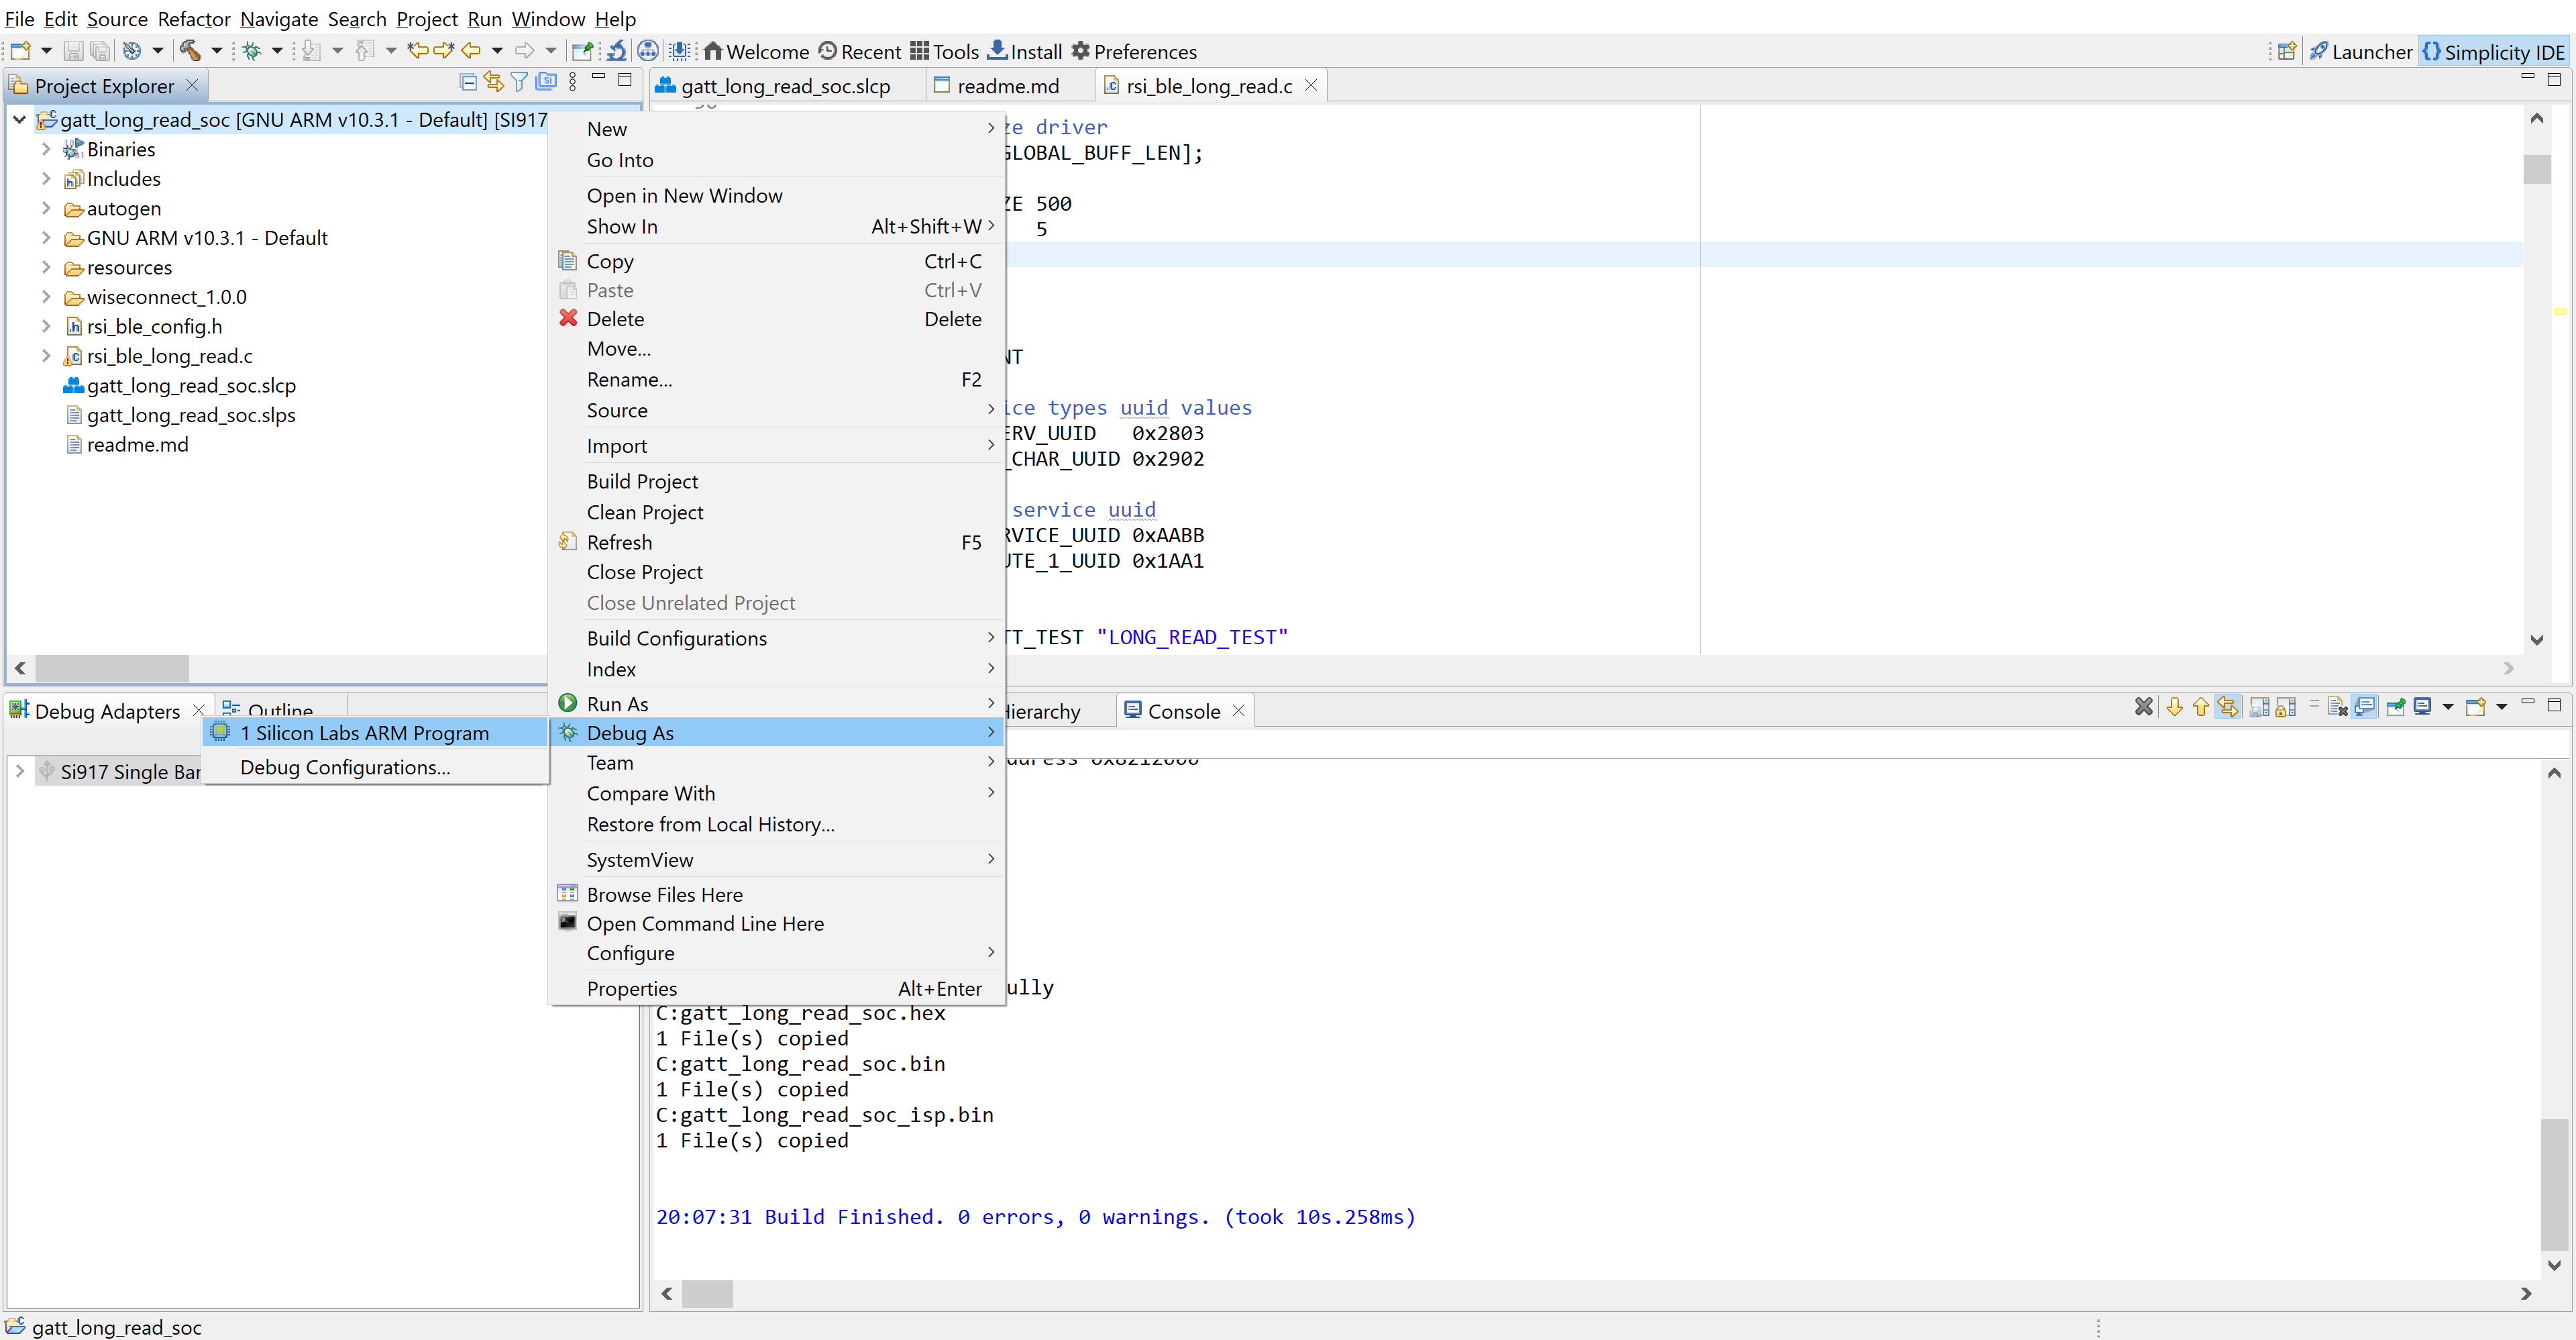 File Edit Source Refactor Navigate Search Project Run Window Help
Welcome Recent Tools Install Preferences Launcher Simplicity IDE
Project Explorer
gatt_long_read_soc [GNU ARM v10.3.1 - Default] [SI917
Binaries
Includes
autogen
GNU ARM v10.3.1 - Default
resources
wiseconnect_1.0.0
rsi_ble_config.h
rsi_ble_long_read.c
gatt_long_read_soc.slcp
gatt_long_read_soc.slps
readme.md
New
Go Into
Open in New Window
Show In Alt+Shift+W
Copy Ctrl+C
Paste Ctrl+V
Delete Delete
Move...
Rename... F2
Source
Import
Build Project
Clean Project
Refresh F5
Close Project
Close Unrelated Project
Build Configurations
Index
Run As
Debug As
Team
Compare With
Restore from Local History...
SystemView
Browse Files Here
Open Command Line Here
Configure
Properties Alt+Enter
1 Silicon Labs ARM Program
Debug Configurations...
gatt_long_read_soc.slcp readme.md rsi_ble_long_read.c
ze driver
GLOBAL_BUFF_LEN];
ZE 500
5
NT
ice types uuid values
ERV_UUID 0x2803
_CHAR_UUID 0x2902
service uuid
RVICE_UUID 0xAABB
UTE_1_UUID 0x1AA1
TT_TEST "LONG_READ_TEST"
Debug Adapters Outline
Si917 Single Bar
Hierarchy Console
ddress 0x8212000
ully
C:gatt_long_read_soc.hex
1 File(s) copied
C:gatt_long_read_soc.bin
1 File(s) copied
C:gatt_long_read_soc_isp.bin
1 File(s) copied
20:07:31 Build Finished. 0 errors, 0 warnings. (took 10s.258ms)
gatt_long_read_soc